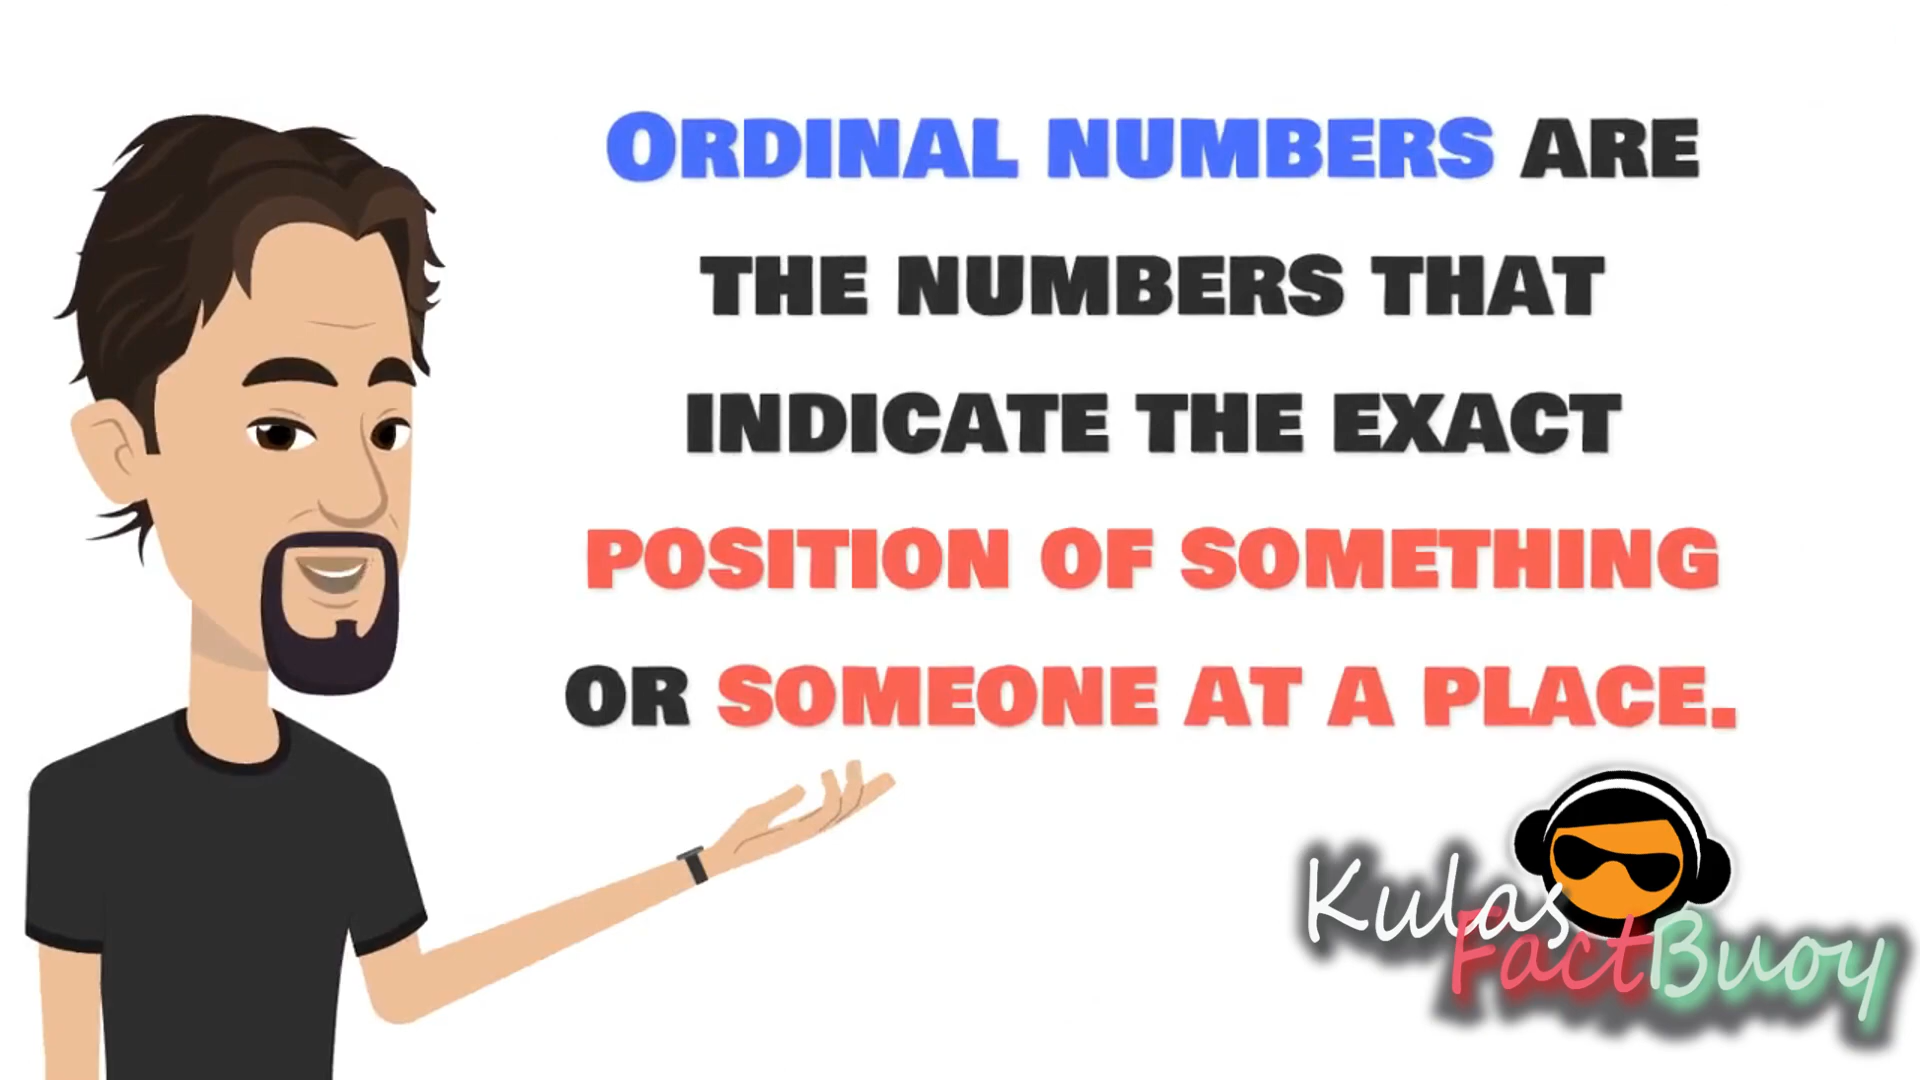 Ordinal numbers are
the numbers that
indicate the exact
position of something
or someone at a place.
Kulas
FactBuoy